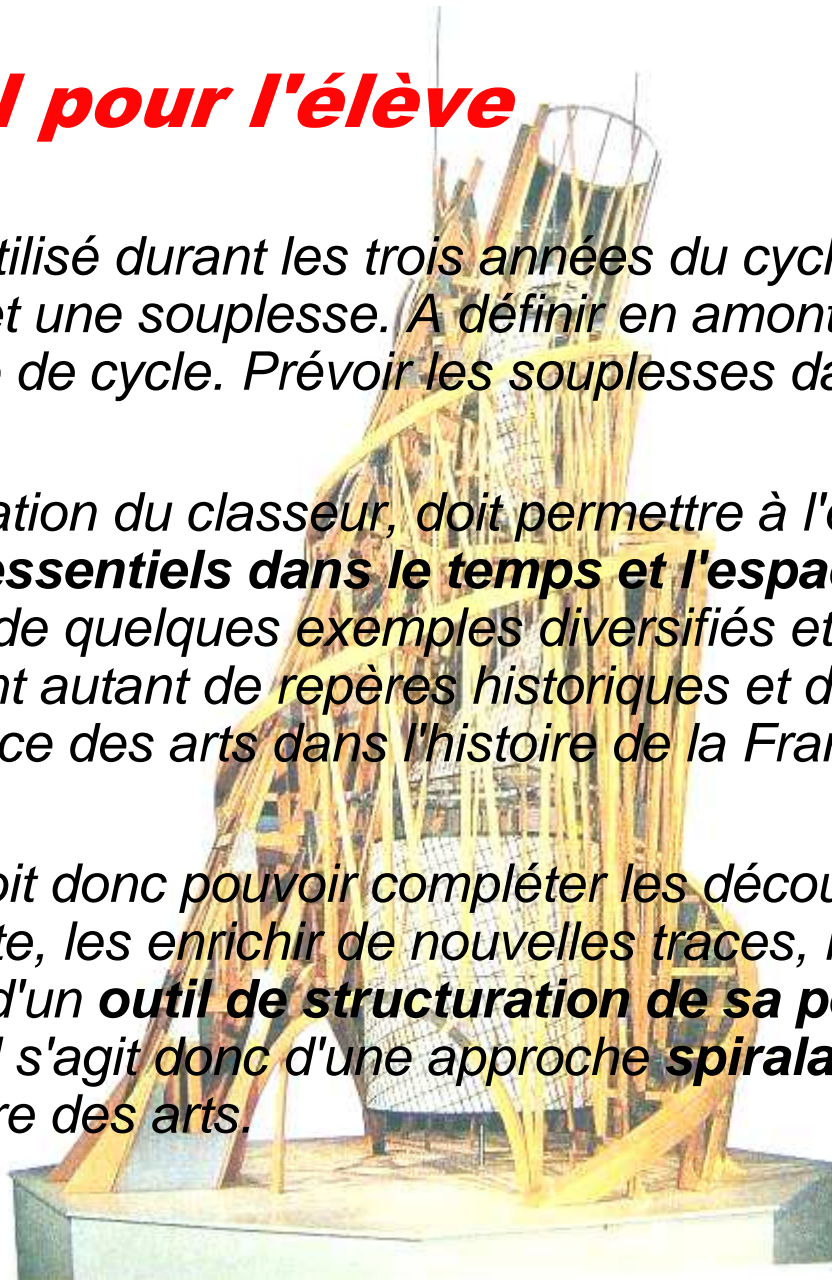 l pour l'élève
tilisé durant les trois années du cycl
et une souplesse. A définir en amont
de cycle. Prévoir les souplesses da
ation du classeur, doit permettre à l'é
essentiels dans le temps et l'espac
de quelques exemples diversifiés et
nt autant de repères historiques et d
ce des arts dans l'histoire de la Fran
oit donc pouvoir compléter les décou
te, les enrichir de nouvelles traces, l
d'un outil de structuration de sa pe
l s'agit donc d'une approche spirala
re des arts.